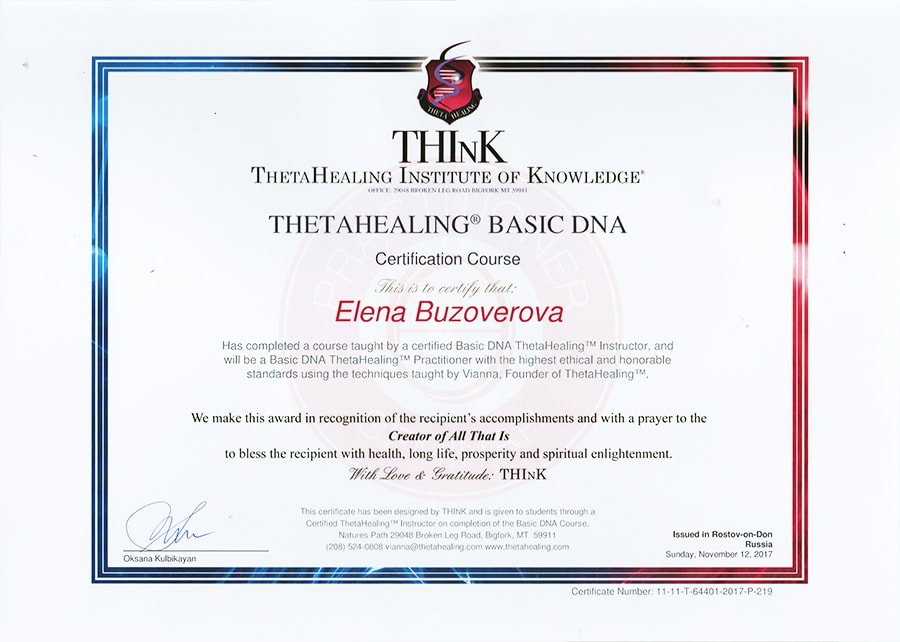 THETA HEALING
THInK
THETAHEALING INSTITUTE OF KNOWLEDGE®
OFFICE: 29048 BROKEN LEG ROAD BIGFORK MT 59911
THETAHEALING® BASIC DNA
Certification Course
This is to certify that:
Elena Buzoverova
Has completed a course taught by a certified Basic DNA ThetaHealing™ Instructor, and
will be a Basic DNA ThetaHealing™ Practitioner with the highest ethical and honorable
standards using the techniques taught by Vianna, Founder of ThetaHealing™.
We make this award in recognition of the recipient's accomplishments and with a prayer to the
Creator of All That Is
to bless the recipient with health, long life, prosperity and spiritual enlightenment.
With Love & Gratitude: THInK
This certificate has been designed by THINK and is given to students through a
Certified ThetaHealing™ Instructor on completion of the Basic DNA Course.
Natures Path 29048 Broken Leg Road, Bigfork, MT 59911
(208) 524-0808 vianna@thetahealing.com www.thetahealing.com
Oksana Kulbikayan
Issued in Rostov-on-Don
Russia
Sunday, November 12, 2017
Certificate Number: 11-11-T-64401-2017-P-219
PRACTITIONER